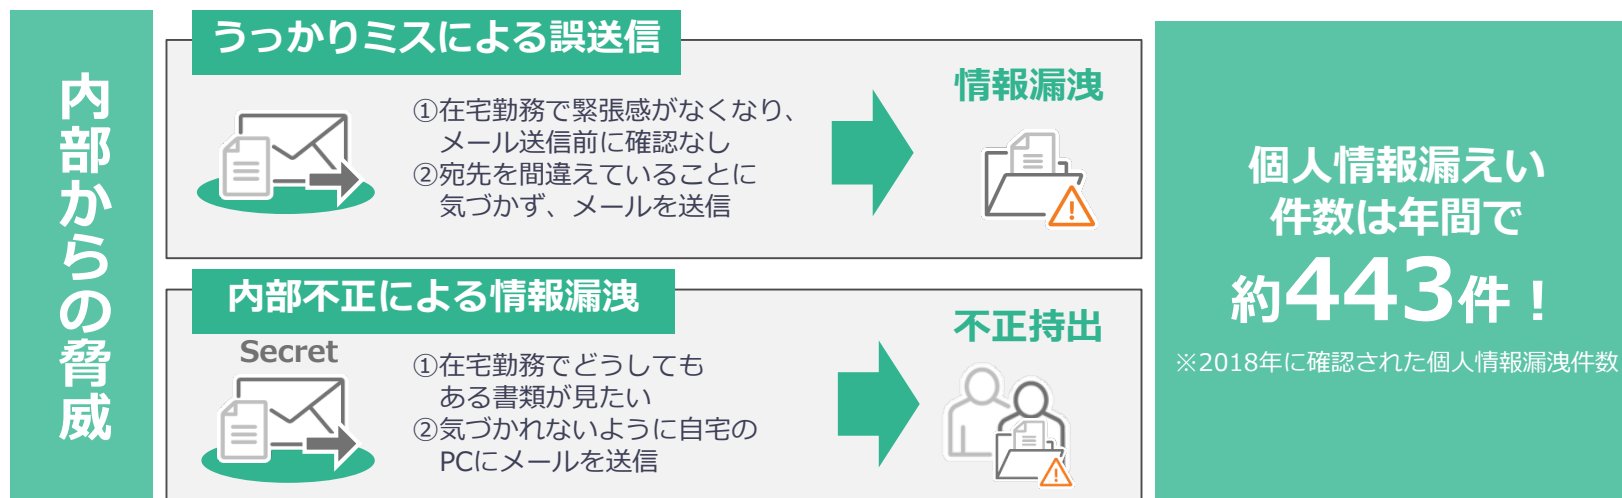 内部からの脅威
うっかりミスによる誤送信
①在宅勤務で緊張感がなくなり、
メール送信前に確認なし
②宛先を間違えていることに
気づかず、メールを送信
情報漏洩
内部不正による情報漏洩
Secret
①在宅勤務でどうしても
ある書類が見たい
②気づかれないように自宅の
PCにメールを送信
不正持出
個人情報漏えい
件数は年間で
約443件！
※2018年に確認された個人情報漏洩件数